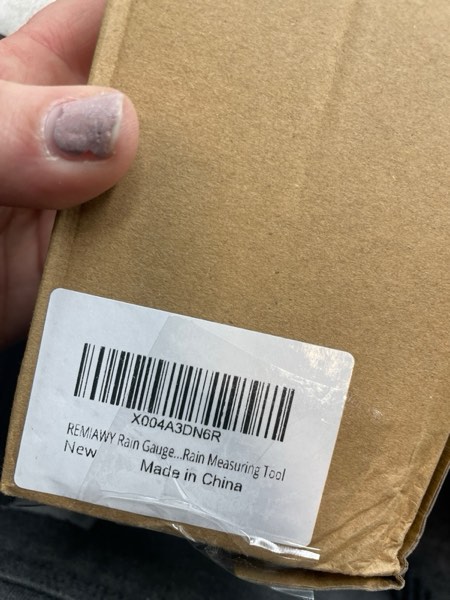 X004A3DN6R
REMIAWY Rain Gauge...Rain Measuring Tool
New
Made in China